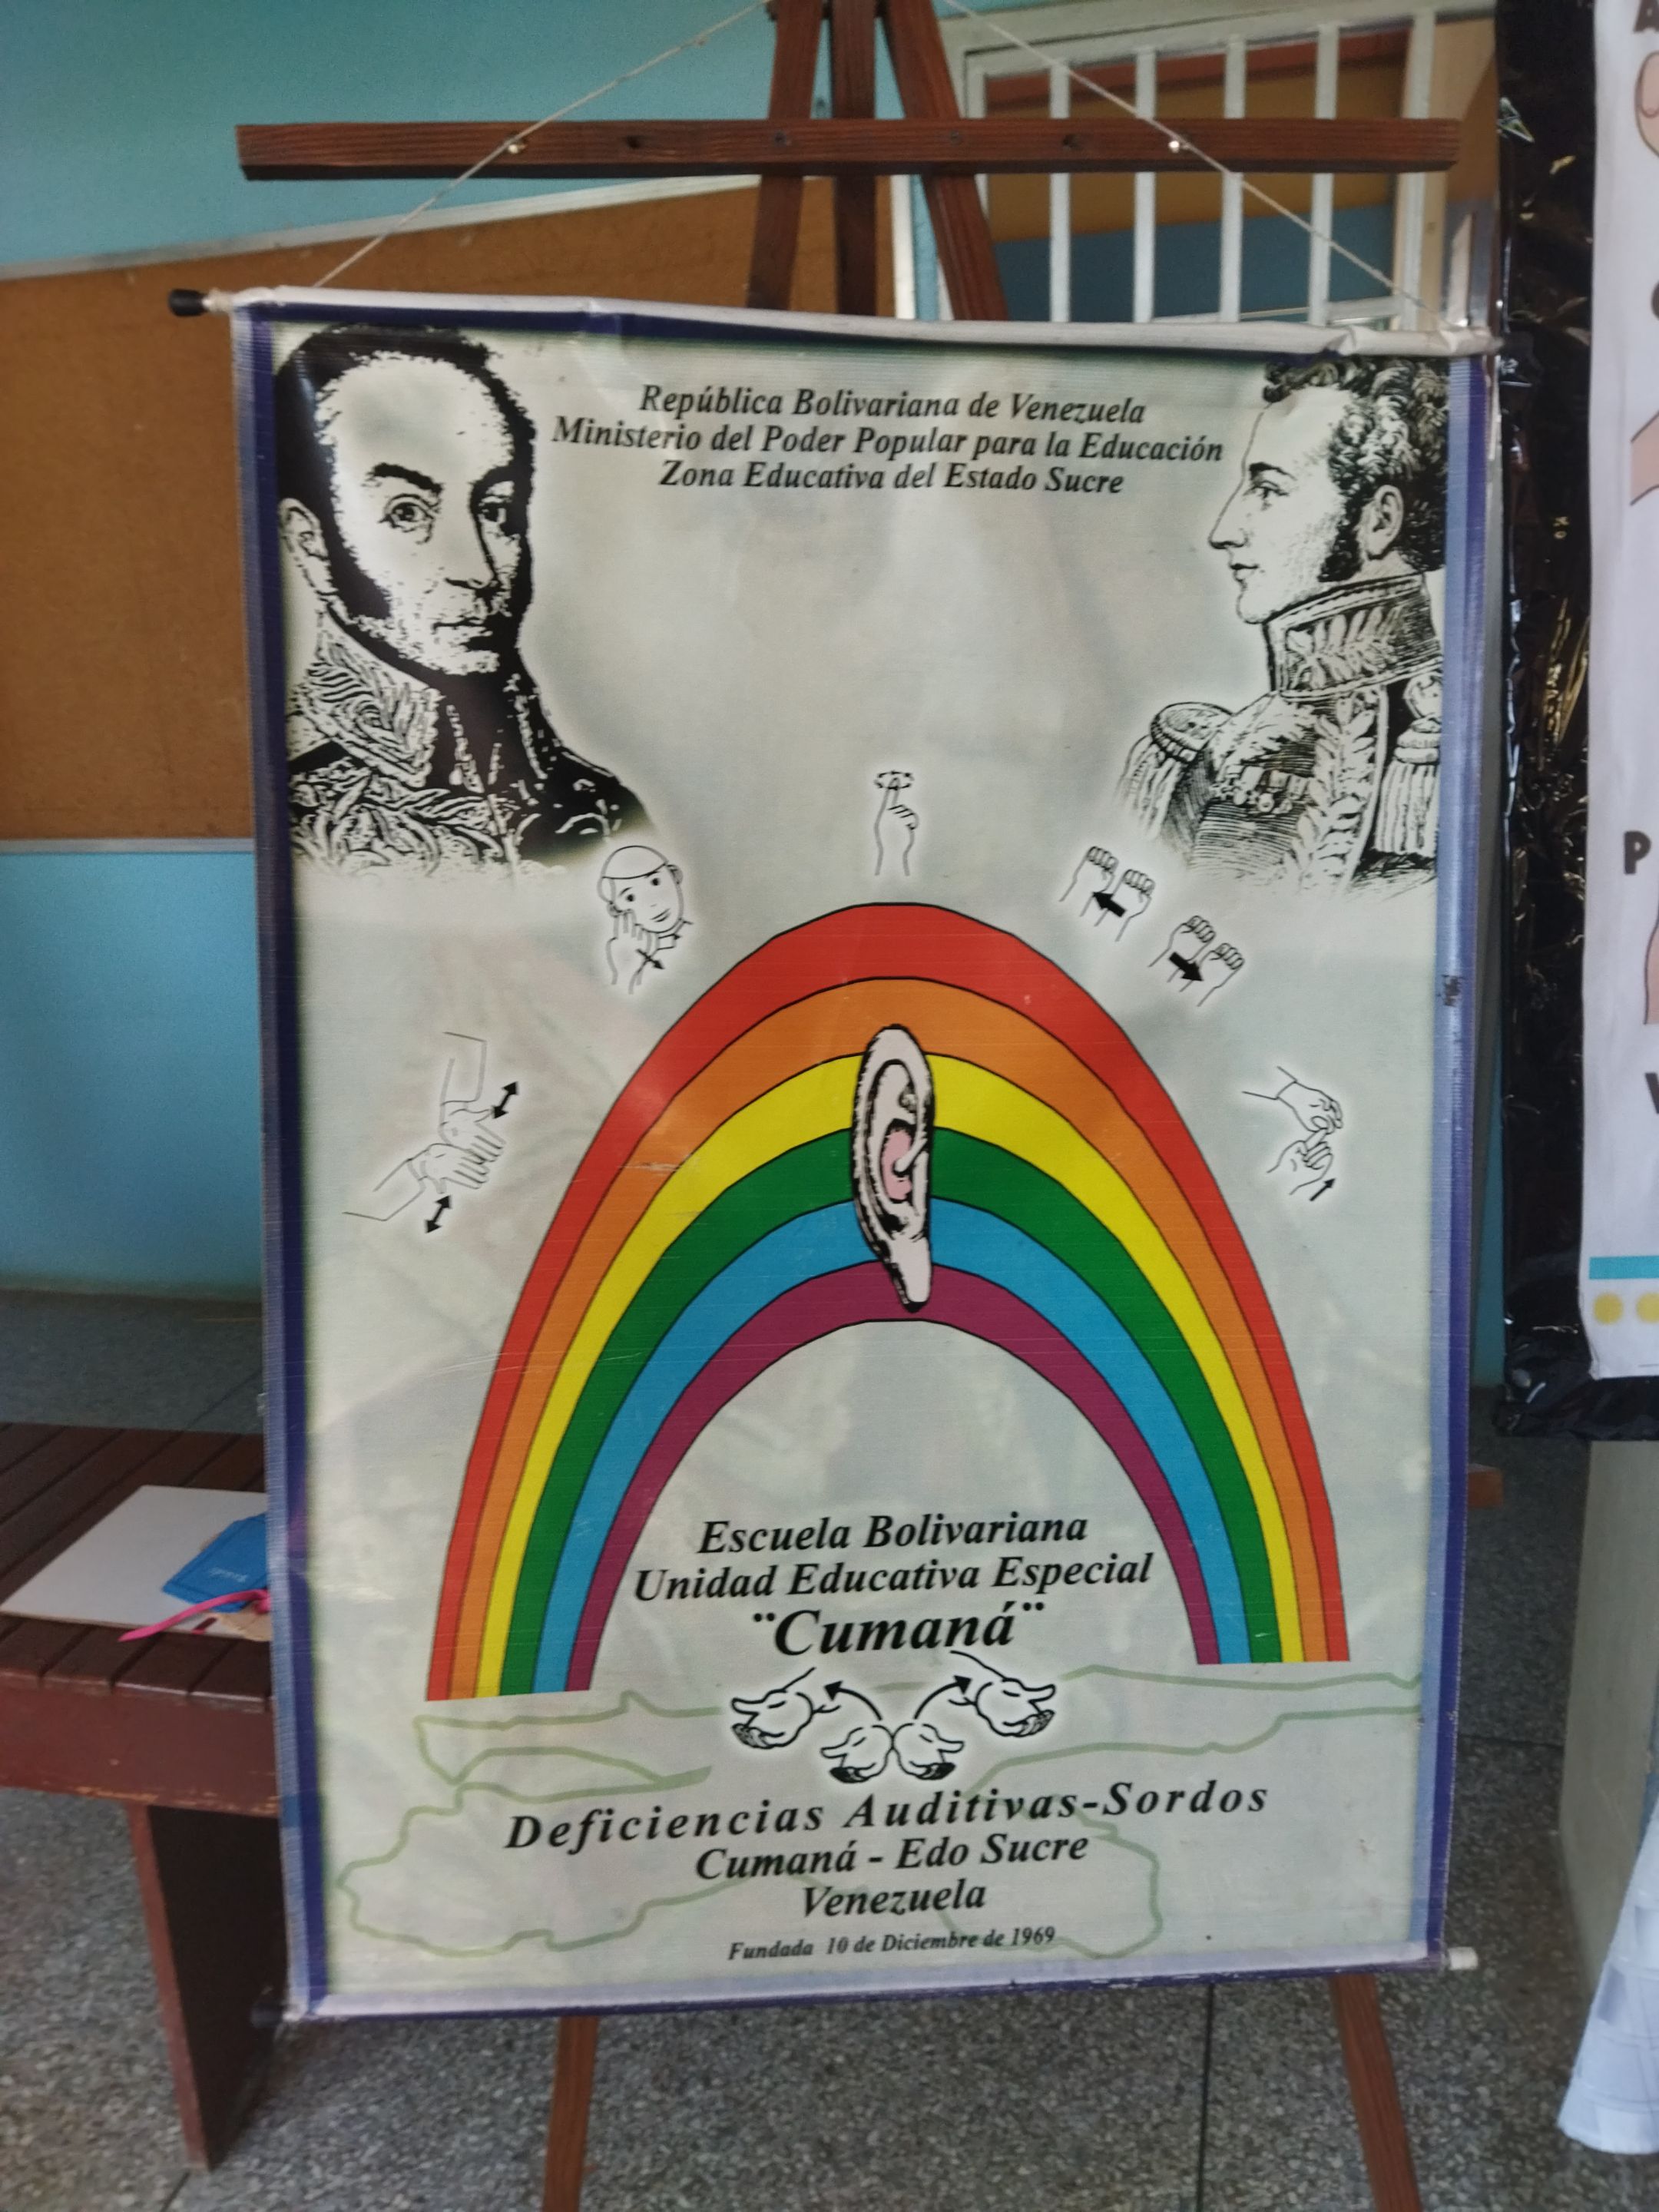 República Bolivariana de Venezuela
Ministerio del Poder Popular para la Educación
Zona Educativa del Estado Sucre
Escuela Bolivariana
Unidad Educativa Especial
¨Cumaná¨
Deficiencias Auditivas-Sordos
Cumaná - Edo Sucre
Venezuela
Fundada 10 de Diciembre de 1969
P